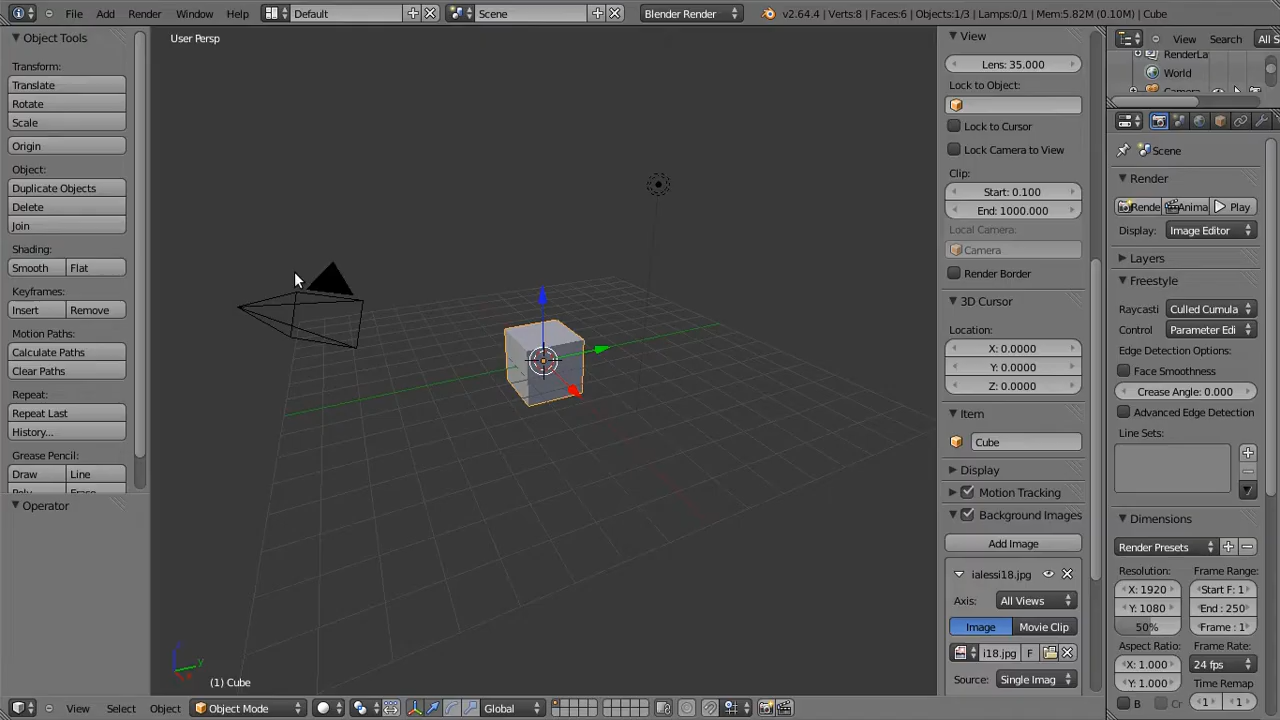 File Add Render Window Help
Default
Scene
Blender Render
v2.64.4 | Verts:8 | Faces:6 | Objects:1/3 | Lamps:0/1 | Mem:5.82M (0.10M) | Cube
Object Tools
Transform:
Translate
Rotate
Scale
Origin
Object:
Duplicate Objects
Delete
Join
Shading:
Smooth Flat
Keyframes:
Insert Remove
Motion Paths:
Calculate Paths
Clear Paths
Repeat:
Repeat Last
History...
Grease Pencil:
Draw Line
Operator
User Persp
z
y
(1) Cube
View
Lens: 35.000
Lock to Object:
Lock to Cursor
Lock Camera to View
Clip:
Start: 0.100
End: 1000.000
Local Camera:
Camera
Render Border
3D Cursor
Location:
X: 0.0000
Y: 0.0000
Z: 0.0000
Item
Cube
Display
Motion Tracking
Background Images
Add Image
ialessi18.jpg
Axis: All Views
Image Movie Clip
i18.jpg F
Source: Single Imag
View Search All S
RenderLa
World
Camera
Scene
Render
Rende Anima Play
Display: Image Editor
Layers
Freestyle
Raycasti Culled Cumula
Control Parameter Edi
Edge Detection Options:
Face Smoothness
Crease Angle: 0.000
Advanced Edge Detection
Line Sets:
Dimensions
Render Presets
Resolution: Frame Range:
X: 1920 Start F: 1
Y: 1080 End : 250
50% Frame : 1
Aspect Ratio: Frame Rate:
X: 1.000 24 fps
Y: 1.000 Time Remap
B Cr 1 1
View Select Object Object Mode Global